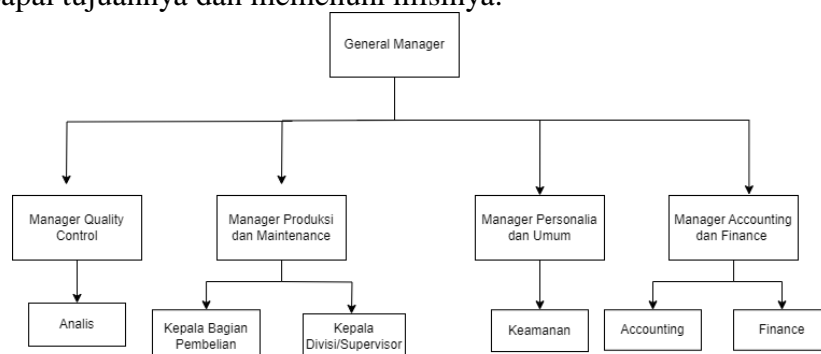 capai tujuannya dan memenuhi misinya.
General Manager
Manager Quality
Control
Manager Produksi
dan Maintenance
Manager Personalia
dan Umum
Manager Accounting
dan Finance
Analis
Kepala Bagian
Pembelian
Kepala
Divisi/Supervisor
Keamanan
Accounting
Finance